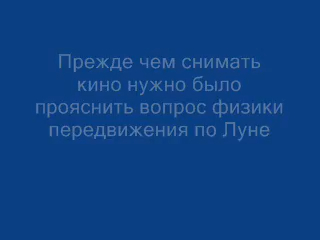 Прежде чем снимать
кино нужно было
прояснить вопрос физики
передвижения по Луне